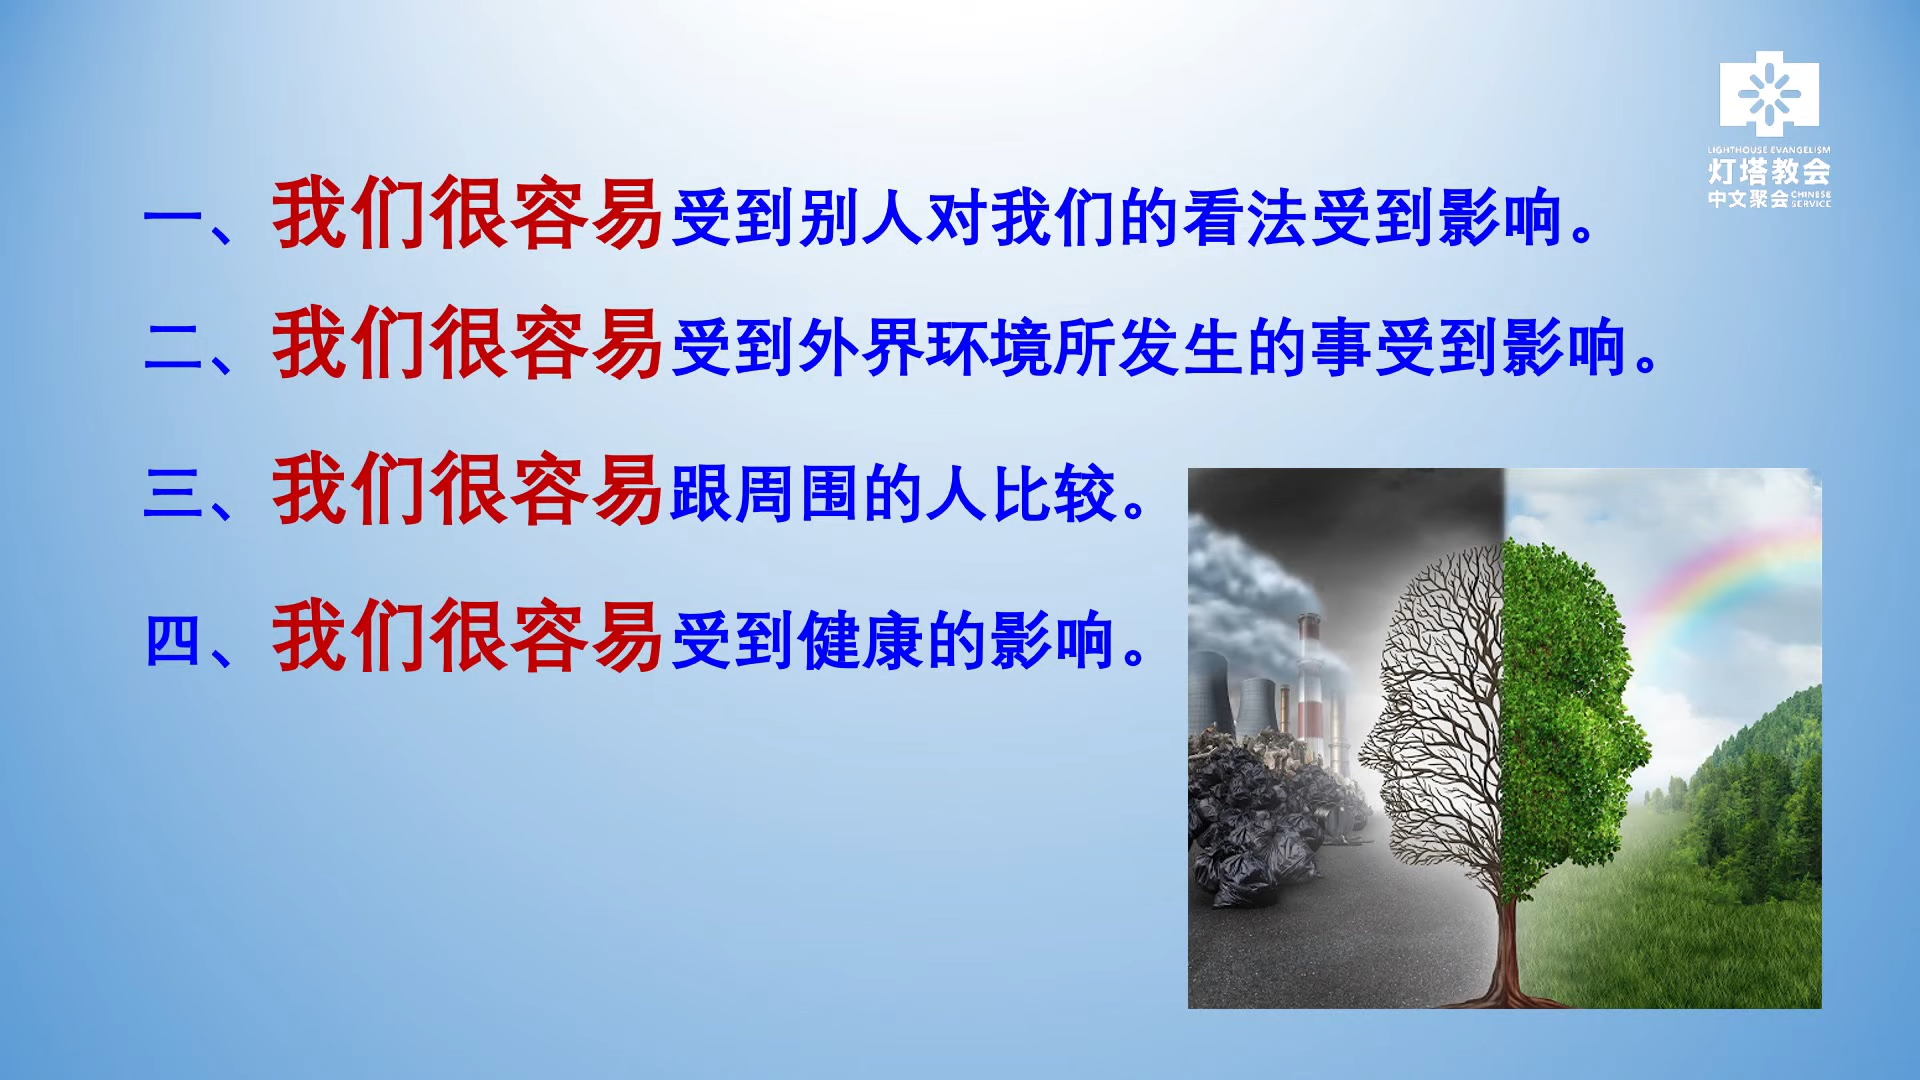 LIGHTHOUSE EVANGELISM
灯塔教会
中文聚会 CHINESE SERVICE
一、我们很容易受到别人对我们的看法受到影响。
二、我们很容易受到外界环境所发生的事受到影响。
三、我们很容易跟周围的人比较。
四、我们很容易受到健康的影响。